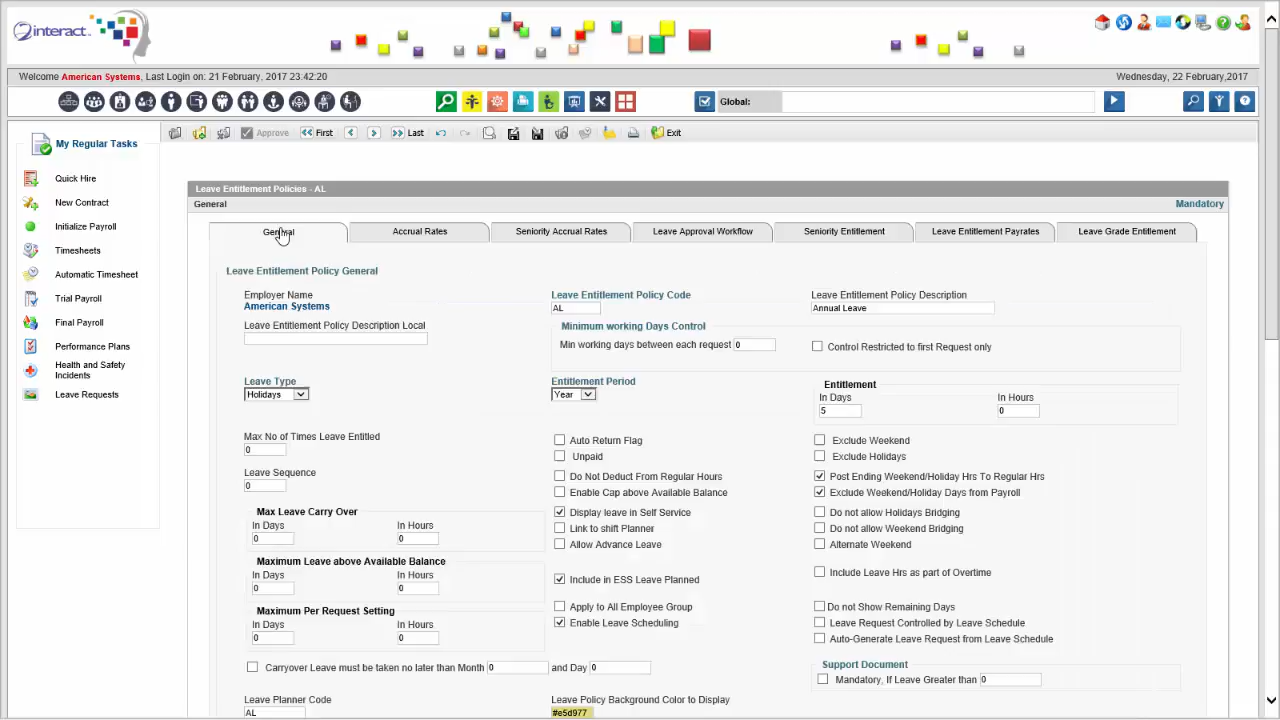 interact
Welcome American Systems, Last Login on: 21 February, 2017 23:42:20
Wednesday, 22 February,2017
Global:
My Regular Tasks
Quick Hire
New Contract
Initialize Payroll
Timesheets
Automatic Timesheet
Trial Payroll
Final Payroll
Performance Plans
Health and Safety
Incidents
Leave Requests
Approve First Last Exit
Leave Entitlement Policies - AL
General Mandatory
General Accrual Rates Seniority Accrual Rates Leave Approval Workflow Seniority Entitlement Leave Entitlement Payrates Leave Grade Entitlement
Leave Entitlement Policy General
Employer Name
American Systems
Leave Entitlement Policy Code
AL
Leave Entitlement Policy Description
Annual Leave
Leave Entitlement Policy Description Local
Minimum working Days Control
Min working days between each request 0
Control Restricted to first Request only
Leave Type
Holidays
Entitlement Period
Year
Entitlement
In Days In Hours
5 0
Max No of Times Leave Entitled
0
Leave Sequence
0
Max Leave Carry Over
In Days In Hours
0 0
Maximum Leave above Available Balance
In Days In Hours
0 0
Maximum Per Request Setting
In Days In Hours
0 0
Auto Return Flag
Unpaid
Do Not Deduct From Regular Hours
Enable Cap above Available Balance
Display leave in Self Service
Link to shift Planner
Allow Advance Leave
Include in ESS Leave Planned
Apply to All Employee Group
Enable Leave Scheduling
Exclude Weekend
Exclude Holidays
Post Ending Weekend/Holiday Hrs To Regular Hrs
Exclude Weekend/Holiday Days from Payroll
Do not allow Holidays Bridging
Do not allow Weekend Bridging
Alternate Weekend
Include Leave Hrs as part of Overtime
Do not Show Remaining Days
Leave Request Controlled by Leave Schedule
Auto-Generate Leave Request from Leave Schedule
Carryover Leave must be taken no later than Month 0 and Day 0
Support Document
Mandatory, If Leave Greater than 0
Leave Planner Code
AL
Leave Policy Background Color to Display
#e5d977